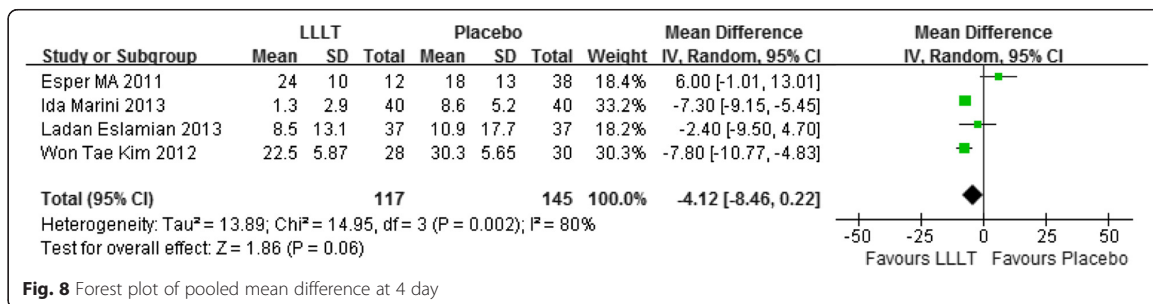 LLLT Placebo Mean Difference Mean Difference
Study or Subgroup Mean SD Total Mean SD Total Weight IV, Random, 95% CI IV, Random, 95% CI
Esper MA 2011 24 10 12 18 13 38 18.4% 6.00 [-1.01, 13.01]
Ida Marini 2013 1.3 2.9 40 8.6 5.2 40 33.2% -7.30 [-9.15, -5.45]
Ladan Eslamian 2013 8.5 13.1 37 10.9 17.7 37 18.2% -2.40 [-9.50, 4.70]
Won Tae Kim 2012 22.5 5.87 28 30.3 5.65 30 30.3% -7.80 [-10.77, -4.83]
Total (95% CI) 117 145 100.0% -4.12 [-8.46, 0.22]
Heterogeneity: Tau² = 13.89; Chi² = 14.95, df = 3 (P = 0.002); I² = 80%
Test for overall effect: Z = 1.86 (P = 0.06)
-50 -25 0 25 50
Favours LLLT Favours Placebo
Fig. 8 Forest plot of pooled mean difference at 4 day